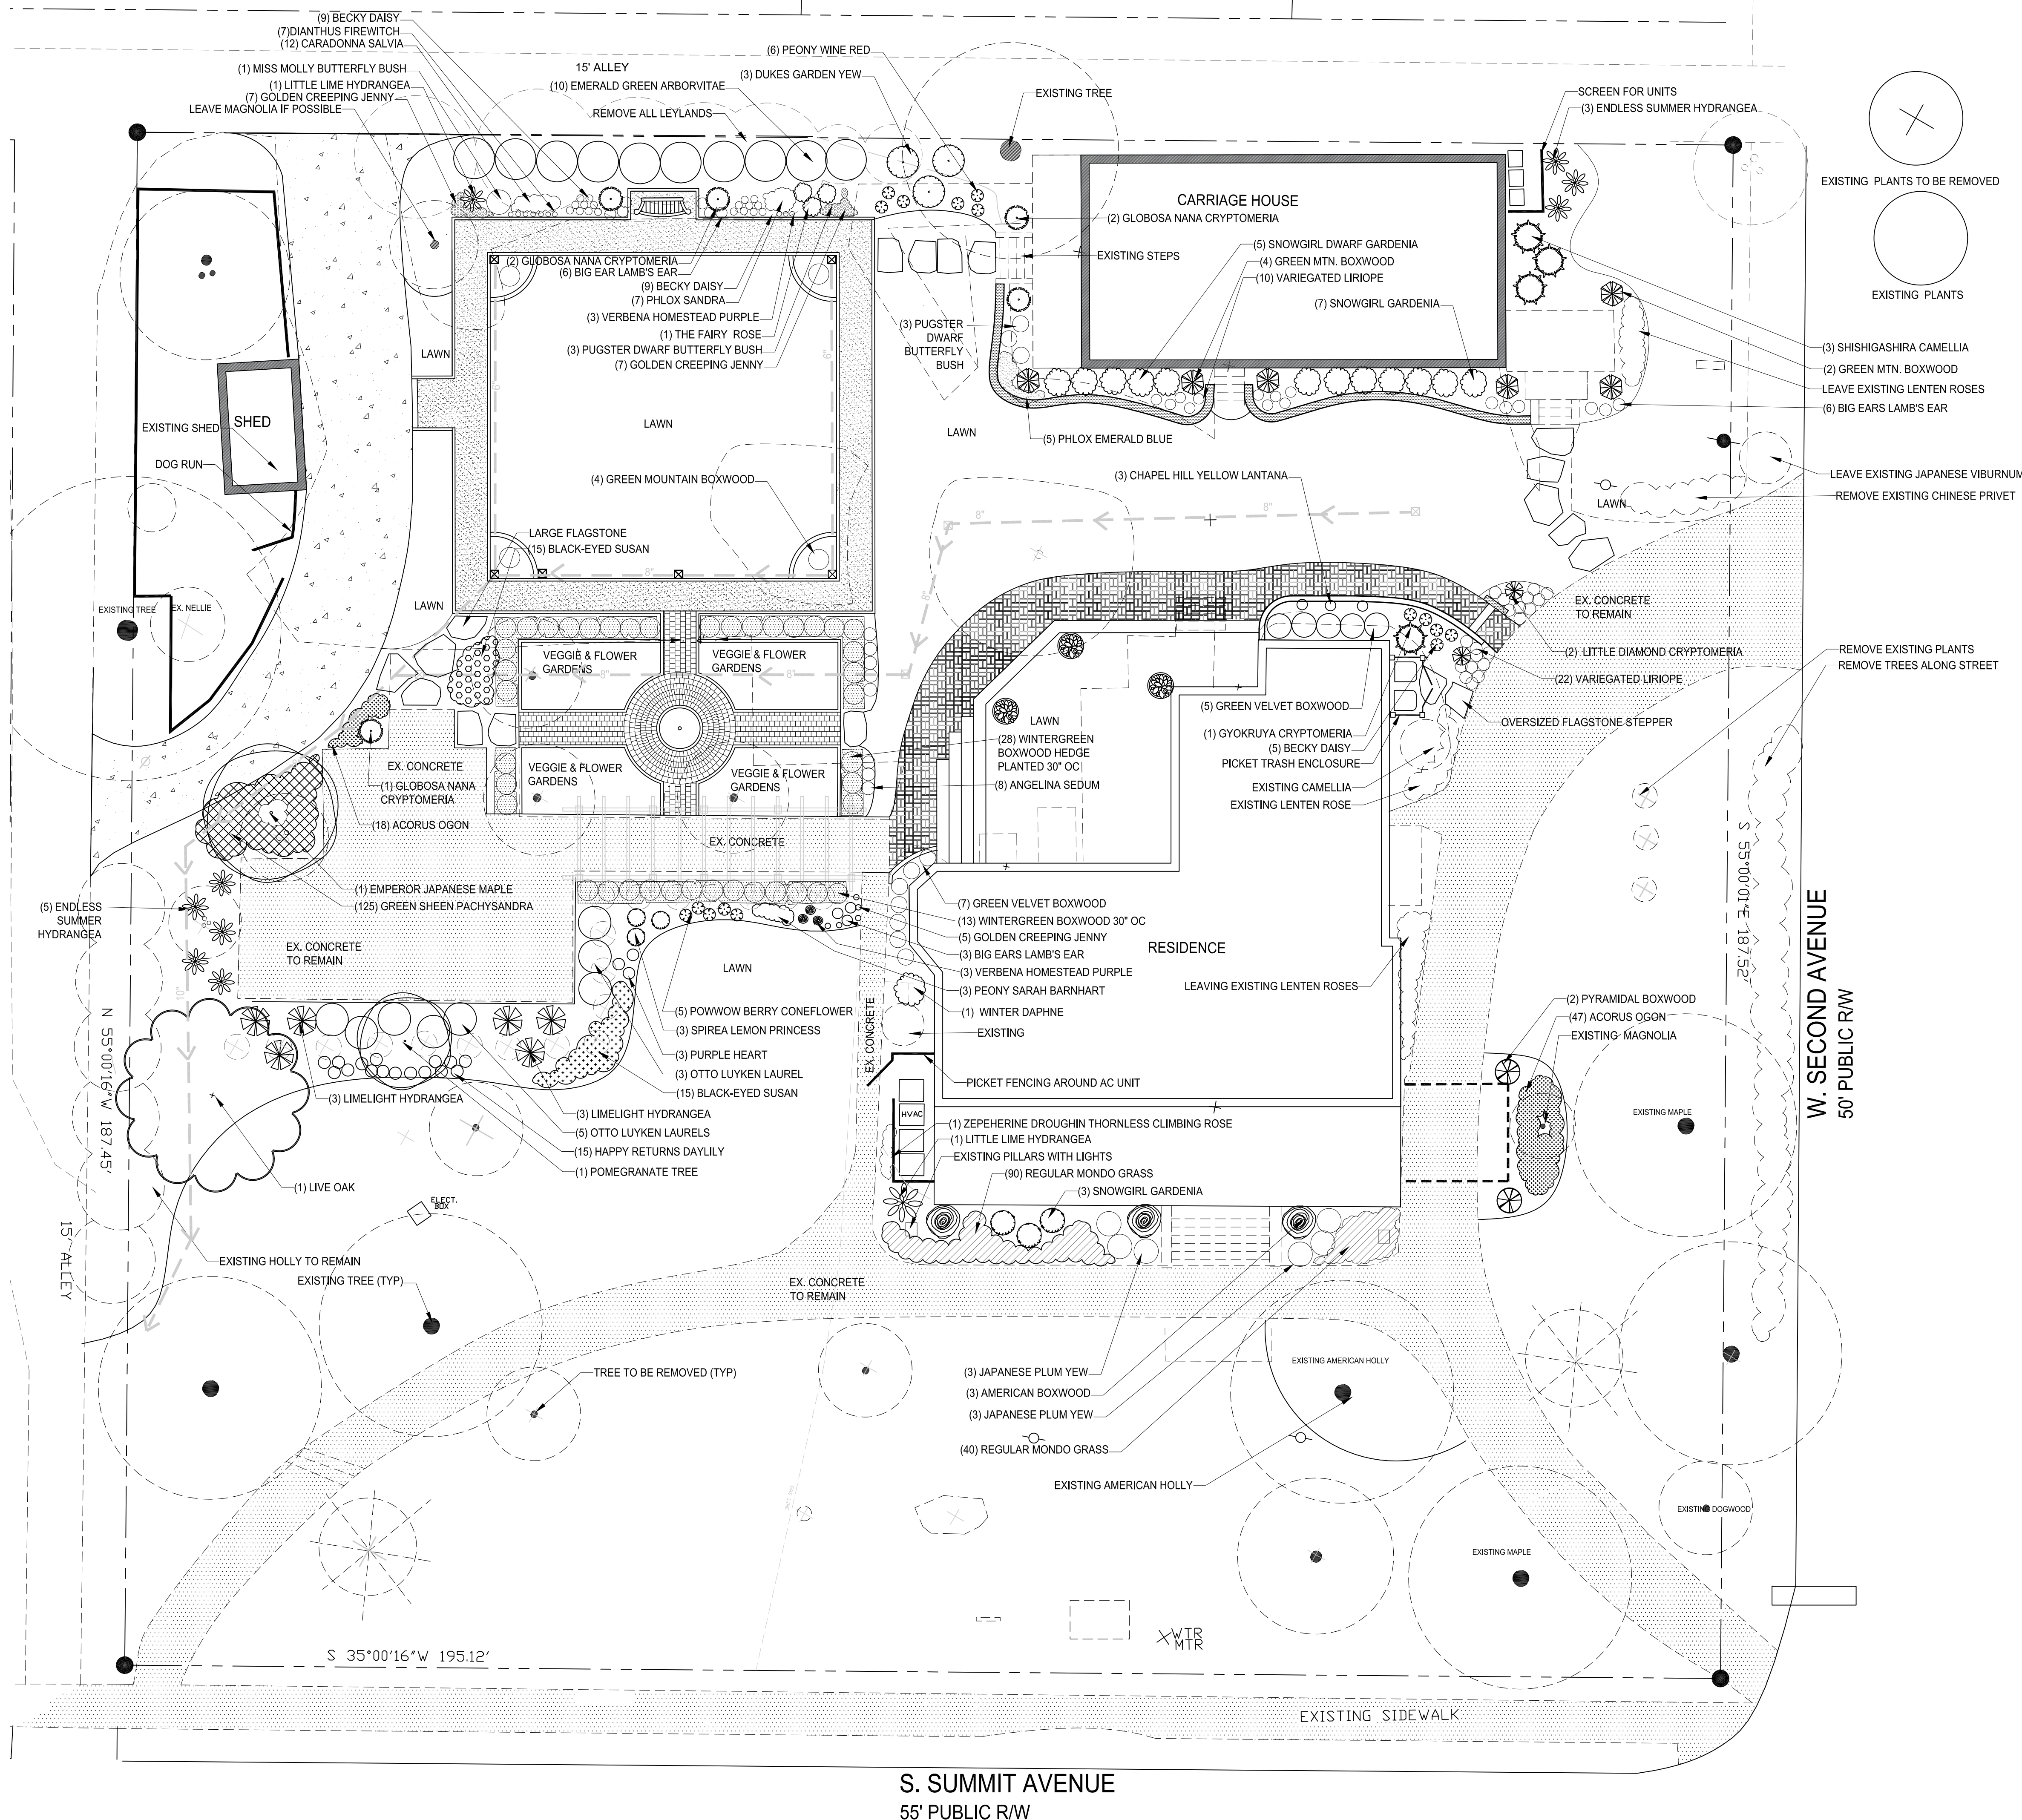 (9) BECKY DAISY
(7)DIANTHUS FIREWITCH
(12) CARADONNA SALVIA
(1) MISS MOLLY BUTTERFLY BUSH
(1) LITTLE LIME HYDRANGEA
(7) GOLDEN CREEPING JENNY
LEAVE MAGNOLIA IF POSSIBLE
15' ALLEY
(10) EMERALD GREEN ARBORVITAE
REMOVE ALL LEYLANDS
(6) PEONY WINE RED
(3) DUKES GARDEN YEW
EXISTING TREE
SCREEN FOR UNITS
(3) ENDLESS SUMMER HYDRANGEA
EXISTING PLANTS TO BE REMOVED
EXISTING PLANTS
CARRIAGE HOUSE
(2) GLOBOSA NANA CRYPTOMERIA
EXISTING STEPS
(5) SNOWGIRL DWARF GARDENIA
(4) GREEN MTN. BOXWOOD
(10) VARIEGATED LIRIOPE
(7) SNOWGIRL GARDENIA
(2) GLOBOSA NANA CRYPTOMERIA
(6) BIG EAR LAMB'S EAR
(9) BECKY DAISY
(7) PHLOX SANDRA
(3) VERBENA HOMESTEAD PURPLE
(1) THE FAIRY ROSE
(3) PUGSTER DWARF BUTTERFLY BUSH
(7) GOLDEN CREEPING JENNY
(3) PUGSTER
DWARF
BUTTERFLY
BUSH
(3) SHISHIGASHIRA CAMELLIA
(2) GREEN MTN. BOXWOOD
LEAVE EXISTING LENTEN ROSES
(6) BIG EARS LAMB'S EAR
LAWN
6"
6"
LAWN
LAWN
SHED
EXISTING SHED
DOG RUN
(5) PHLOX EMERALD BLUE
(4) GREEN MOUNTAIN BOXWOOD
(3) CHAPEL HILL YELLOW LANTANA
LEAVE EXISTING JAPANESE VIBURNUM
REMOVE EXISTING CHINESE PRIVET
LAWN
8"
8"
LARGE FLAGSTONE
(15) BLACK-EYED SUSAN
8"
8"
LAWN
EXISTING TREE
EX. NELLIE
EX. CONCRETE
TO REMAIN
VEGGIE & FLOWER
GARDENS
VEGGIE & FLOWER
GARDENS
8"
8"
(2) LITTLE DIAMOND CRYPTOMERIA
(22) VARIEGATED LIRIOPE
REMOVE EXISTING PLANTS
REMOVE TREES ALONG STREET
OVERSIZED FLAGSTONE STEPPER
(5) GREEN VELVET BOXWOOD
(1) GYOKRUYA CRYPTOMERIA
(5) BECKY DAISY
PICKET TRASH ENCLOSURE
EXISTING CAMELLIA
EXISTING LENTEN ROSE
LAWN
(28) WINTERGREEN
BOXWOOD HEDGE
PLANTED 30" OC
(8) ANGELINA SEDUM
EX. CONCRETE
(1) GLOBOSA NANA
CRYPTOMERIA
VEGGIE & FLOWER
GARDENS
VEGGIE & FLOWER
GARDENS
(18) ACORUS OGON
EX. CONCRETE
(1) EMPEROR JAPANESE MAPLE
(125) GREEN SHEEN PACHYSANDRA
(5) ENDLESS
SUMMER
HYDRANGEA
EX. CONCRETE
TO REMAIN
10"
LAWN
(7) GREEN VELVET BOXWOOD
(13) WINTERGREEN BOXWOOD 30" OC
(5) GOLDEN CREEPING JENNY
(3) BIG EARS LAMB'S EAR
(3) VERBENA HOMESTEAD PURPLE
(3) PEONY SARAH BARNHART
(1) WINTER DAPHNE
EXISTING
RESIDENCE
LEAVING EXISTING LENTEN ROSES
S 55°00'01"E 187.52'
W. SECOND AVENUE
50' PUBLIC R/W
(5) POWWOW BERRY CONEFLOWER
(3) SPIREA LEMON PRINCESS
(3) PURPLE HEART
(3) OTTO LUYKEN LAUREL
(15) BLACK-EYED SUSAN
EX. CONCRETE
PICKET FENCING AROUND AC UNIT
(2) PYRAMIDAL BOXWOOD
(47) ACORUS OGON
EXISTING MAGNOLIA
EXISTING MAPLE
N 55°00'16"W 187.45'
(3) LIMELIGHT HYDRANGEA
(3) LIMELIGHT HYDRANGEA
(5) OTTO LUYKEN LAURELS
(15) HAPPY RETURNS DAYLILY
(1) POMEGRANATE TREE
(1) LIVE OAK
HVAC
(1) ZEPEHERINE DROUGHIN THORNLESS CLIMBING ROSE
(1) LITTLE LIME HYDRANGEA
EXISTING PILLARS WITH LIGHTS
(90) REGULAR MONDO GRASS
(3) SNOWGIRL GARDENIA
ELECT.
BOX
15' ALLEY
EXISTING HOLLY TO REMAIN
EXISTING TREE (TYP)
EX. CONCRETE
TO REMAIN
TREE TO BE REMOVED (TYP)
(3) JAPANESE PLUM YEW
(3) AMERICAN BOXWOOD
(3) JAPANESE PLUM YEW
(40) REGULAR MONDO GRASS
EXISTING AMERICAN HOLLY
EXISTING AMERICAN HOLLY
EXISTING DOGWOOD
EXISTING MAPLE
WTR
MTR
S 35°00'16"W 195.12'
EXISTING SIDEWALK
S. SUMMIT AVENUE
55' PUBLIC R/W